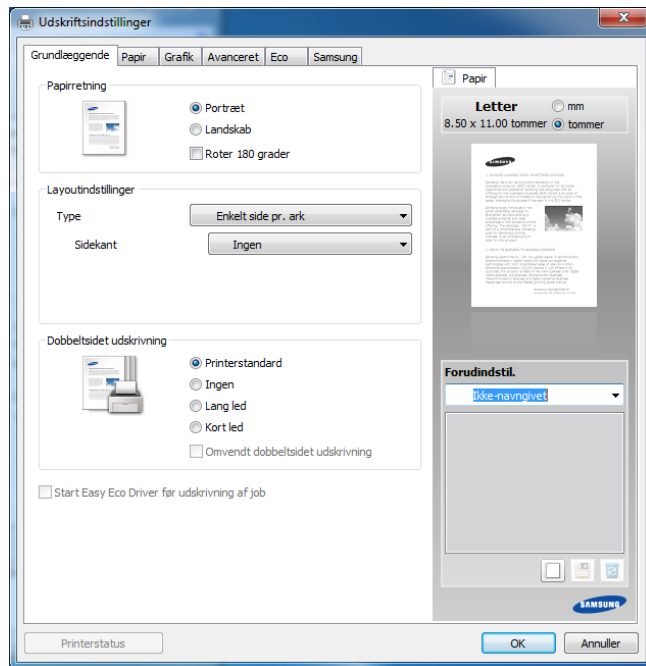 Udskriftsindstillinger
Grundlæggende Papir Grafik Avanceret Eco Samsung
Papirretning
Portræt
Landskab
Roter 180 grader
Layoutindstillinger
Type Enkelt side pr. ark
Sidekant Ingen
Dobbeltsidet udskrivning
Printerstandard
Ingen
Lang led
Kort led
Omvendt dobbeltsidet udskrivning
Start Easy Eco Driver før udskrivning af job
Papir
Letter mm
8.50 x 11.00 tommer tommer
SAMSUNG
Forudindstil.
Ikke-navngivet
SAMSUNG
Printerstatus OK Annuller